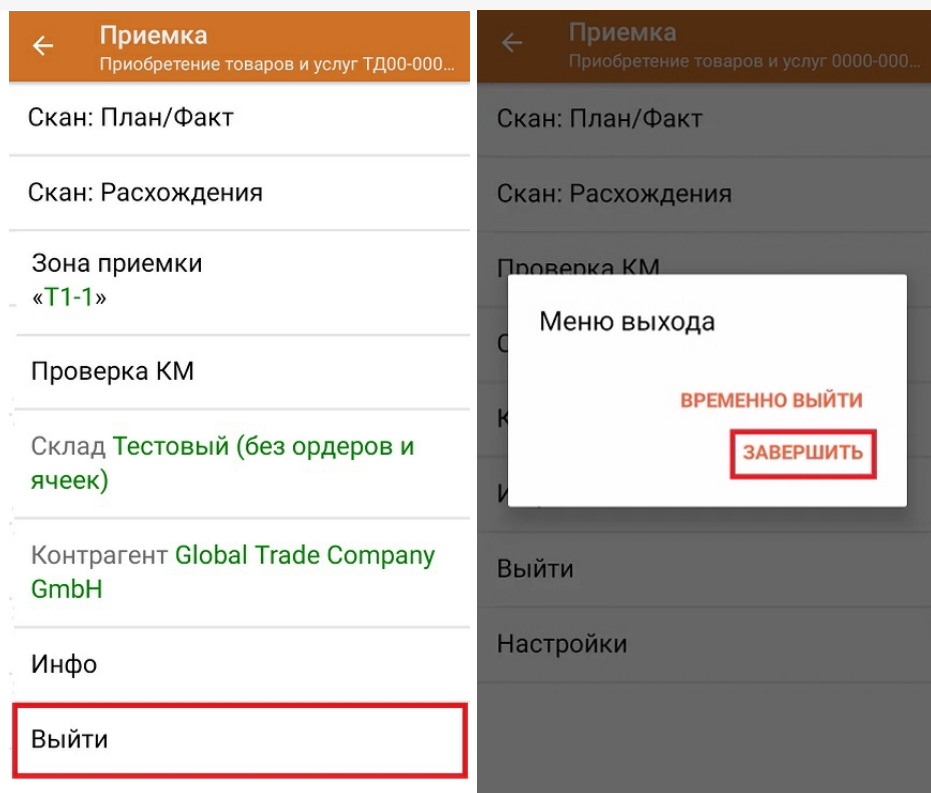 Приемка
Приобретение товаров и услуг ТД00-000...
Скан: План/Факт
Скан: Расхождения
Зона приемки
«Т1-1»
Проверка КМ
Склад Тестовый (без ордеров и
ячеек)
Контрагент Global Trade Company
GmbH
Инфо
Выйти
Приемка
Приобретение товаров и услуг 0000-000...
Скан: План/Факт
Скан: Расхождения
Проверка КМ
Меню выхода
ВРЕМЕННО ВЫЙТИ
ЗАВЕРШИТЬ
Выйти
Настройки